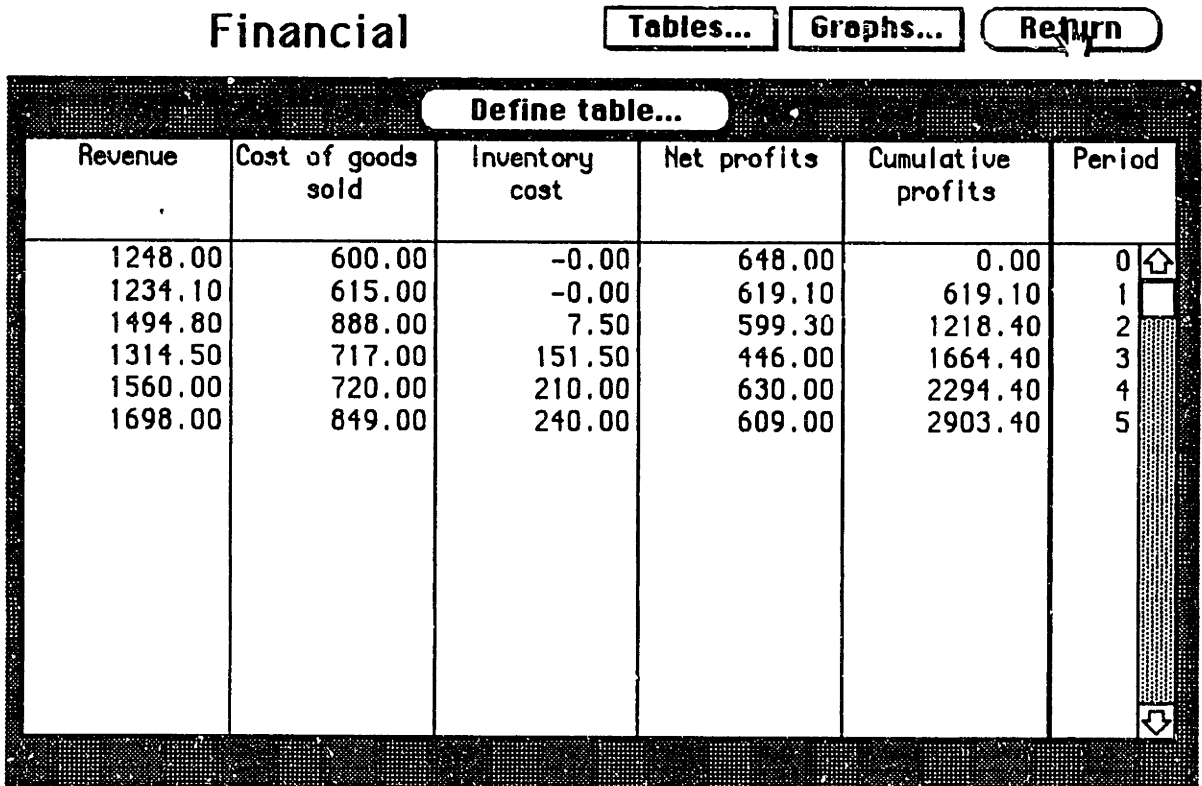 Financial Tables... Graphs... Return
Define table...
Revenue Cost of goods sold Inventory cost Net profits Cumulative profits Period
1248.00 600.00 -0.00 648.00 0.00 0
1234.10 615.00 -0.00 619.10 619.10 1
1494.80 888.00 7.50 599.30 1218.40 2
1314.50 717.00 151.50 446.00 1664.40 3
1560.00 720.00 210.00 630.00 2294.40 4
1698.00 849.00 240.00 609.00 2903.40 5